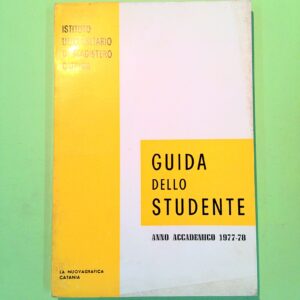 ISTITUTO
UNIVERSITARIO
DI MAGISTERO
CATANIA
GUIDA
DELLO
STUDENTE
ANNO ACCADEMICO 1977-78
LA NUOVAGRAFICA
CATANIA